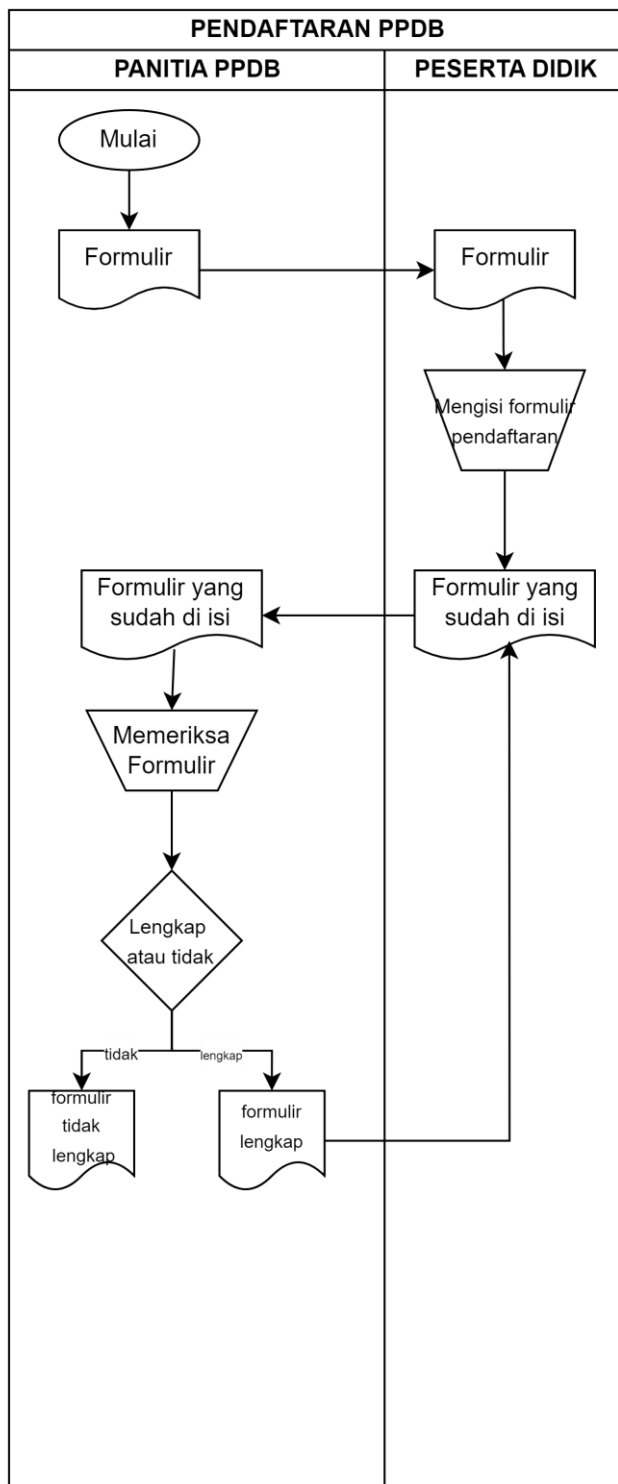 PENDAFTARAN PPDB
PANITIA PPDB
PESERTA DIDIK
Mulai
Formulir
Formulir
Mengisi formulir
pendaftaran
Formulir yang
sudah di isi
Formulir yang
sudah di isi
Memeriksa
Formulir
Lengkap
atau tidak
tidak
lengkap
formulir
tidak
lengkap
formulir
lengkap